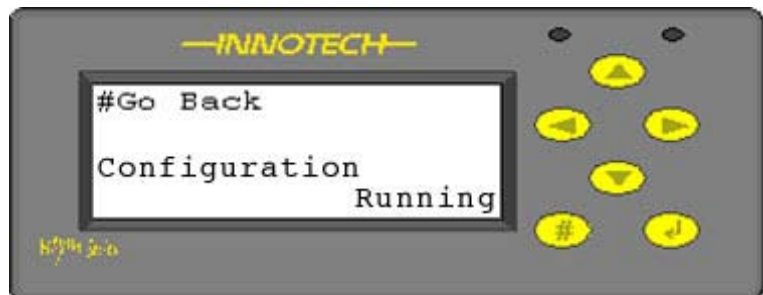 INNOTECH
#Go Back
Configuration
Running
#